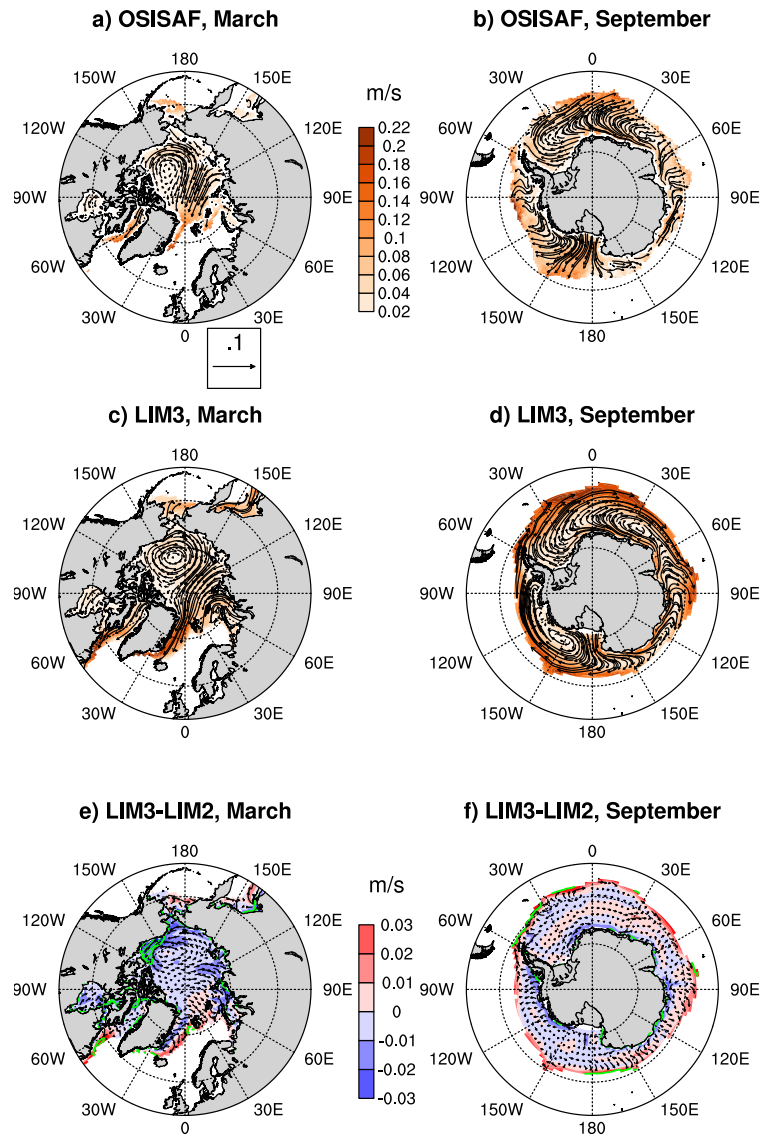 a) OSISAF, March
b) OSISAF, September
180
150W
150E
120W
120E
90W
90E
60W
60E
30W
30E
0
m/s
0.22
0.2
0.18
0.16
0.14
0.12
0.1
0.08
0.06
0.04
0.02
.1
0
30W
30E
60W
60E
90W
90E
120W
120E
150W
150E
180
c) LIM3, March
d) LIM3, September
180
150W
150E
120W
120E
90W
90E
60W
60E
30W
30E
0
0
30W
30E
60W
60E
90W
90E
120W
120E
150W
150E
180
e) LIM3-LIM2, March
f) LIM3-LIM2, September
180
150W
150E
120W
120E
90W
90E
60W
60E
30W
30E
0
m/s
0.03
0.02
0.01
0
-0.01
-0.02
-0.03
0
30W
30E
60W
60E
90W
90E
120W
120E
150W
150E
180